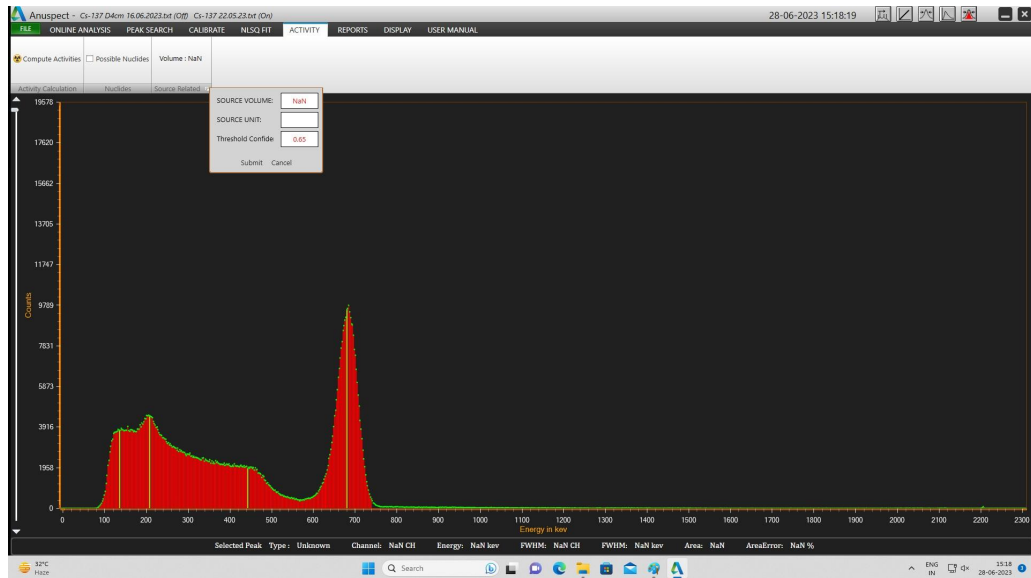 Anuspect - Cs-137 D4cm 16.06.2023.txt (Off) Cs-137 22.05.23.txt (On) 28-06-2023 15:18:19
FILE ONLINE ANALYSIS PEAK SEARCH CALIBRATE NLSQ FIT ACTIVITY REPORTS DISPLAY USER MANUAL
Compute Activities Possible Nuclides Volume : NaN
Activity Calculation Nuclides Source Related
SOURCE VOLUME: NaN
SOURCE UNIT:
Threshold Confide 0.65
Submit Cancel
19578
17620
15662
13705
11747
9789
7831
5873
3916
1958
0
Counts
0 100 200 300 400 500 600 700 800 900 1000 1100 1200 1300 1400 1500 1600 1700 1800 1900 2000 2100 2200 2300
Energy in kev
Selected Peak Type : Unknown Channel: NaN CH Energy: NaN kev FWHM: NaN CH FWHM: NaN kev Area: NaN AreaError: NaN %
32°C
Haze
Search
ENG
IN
15:18
28-06-2023